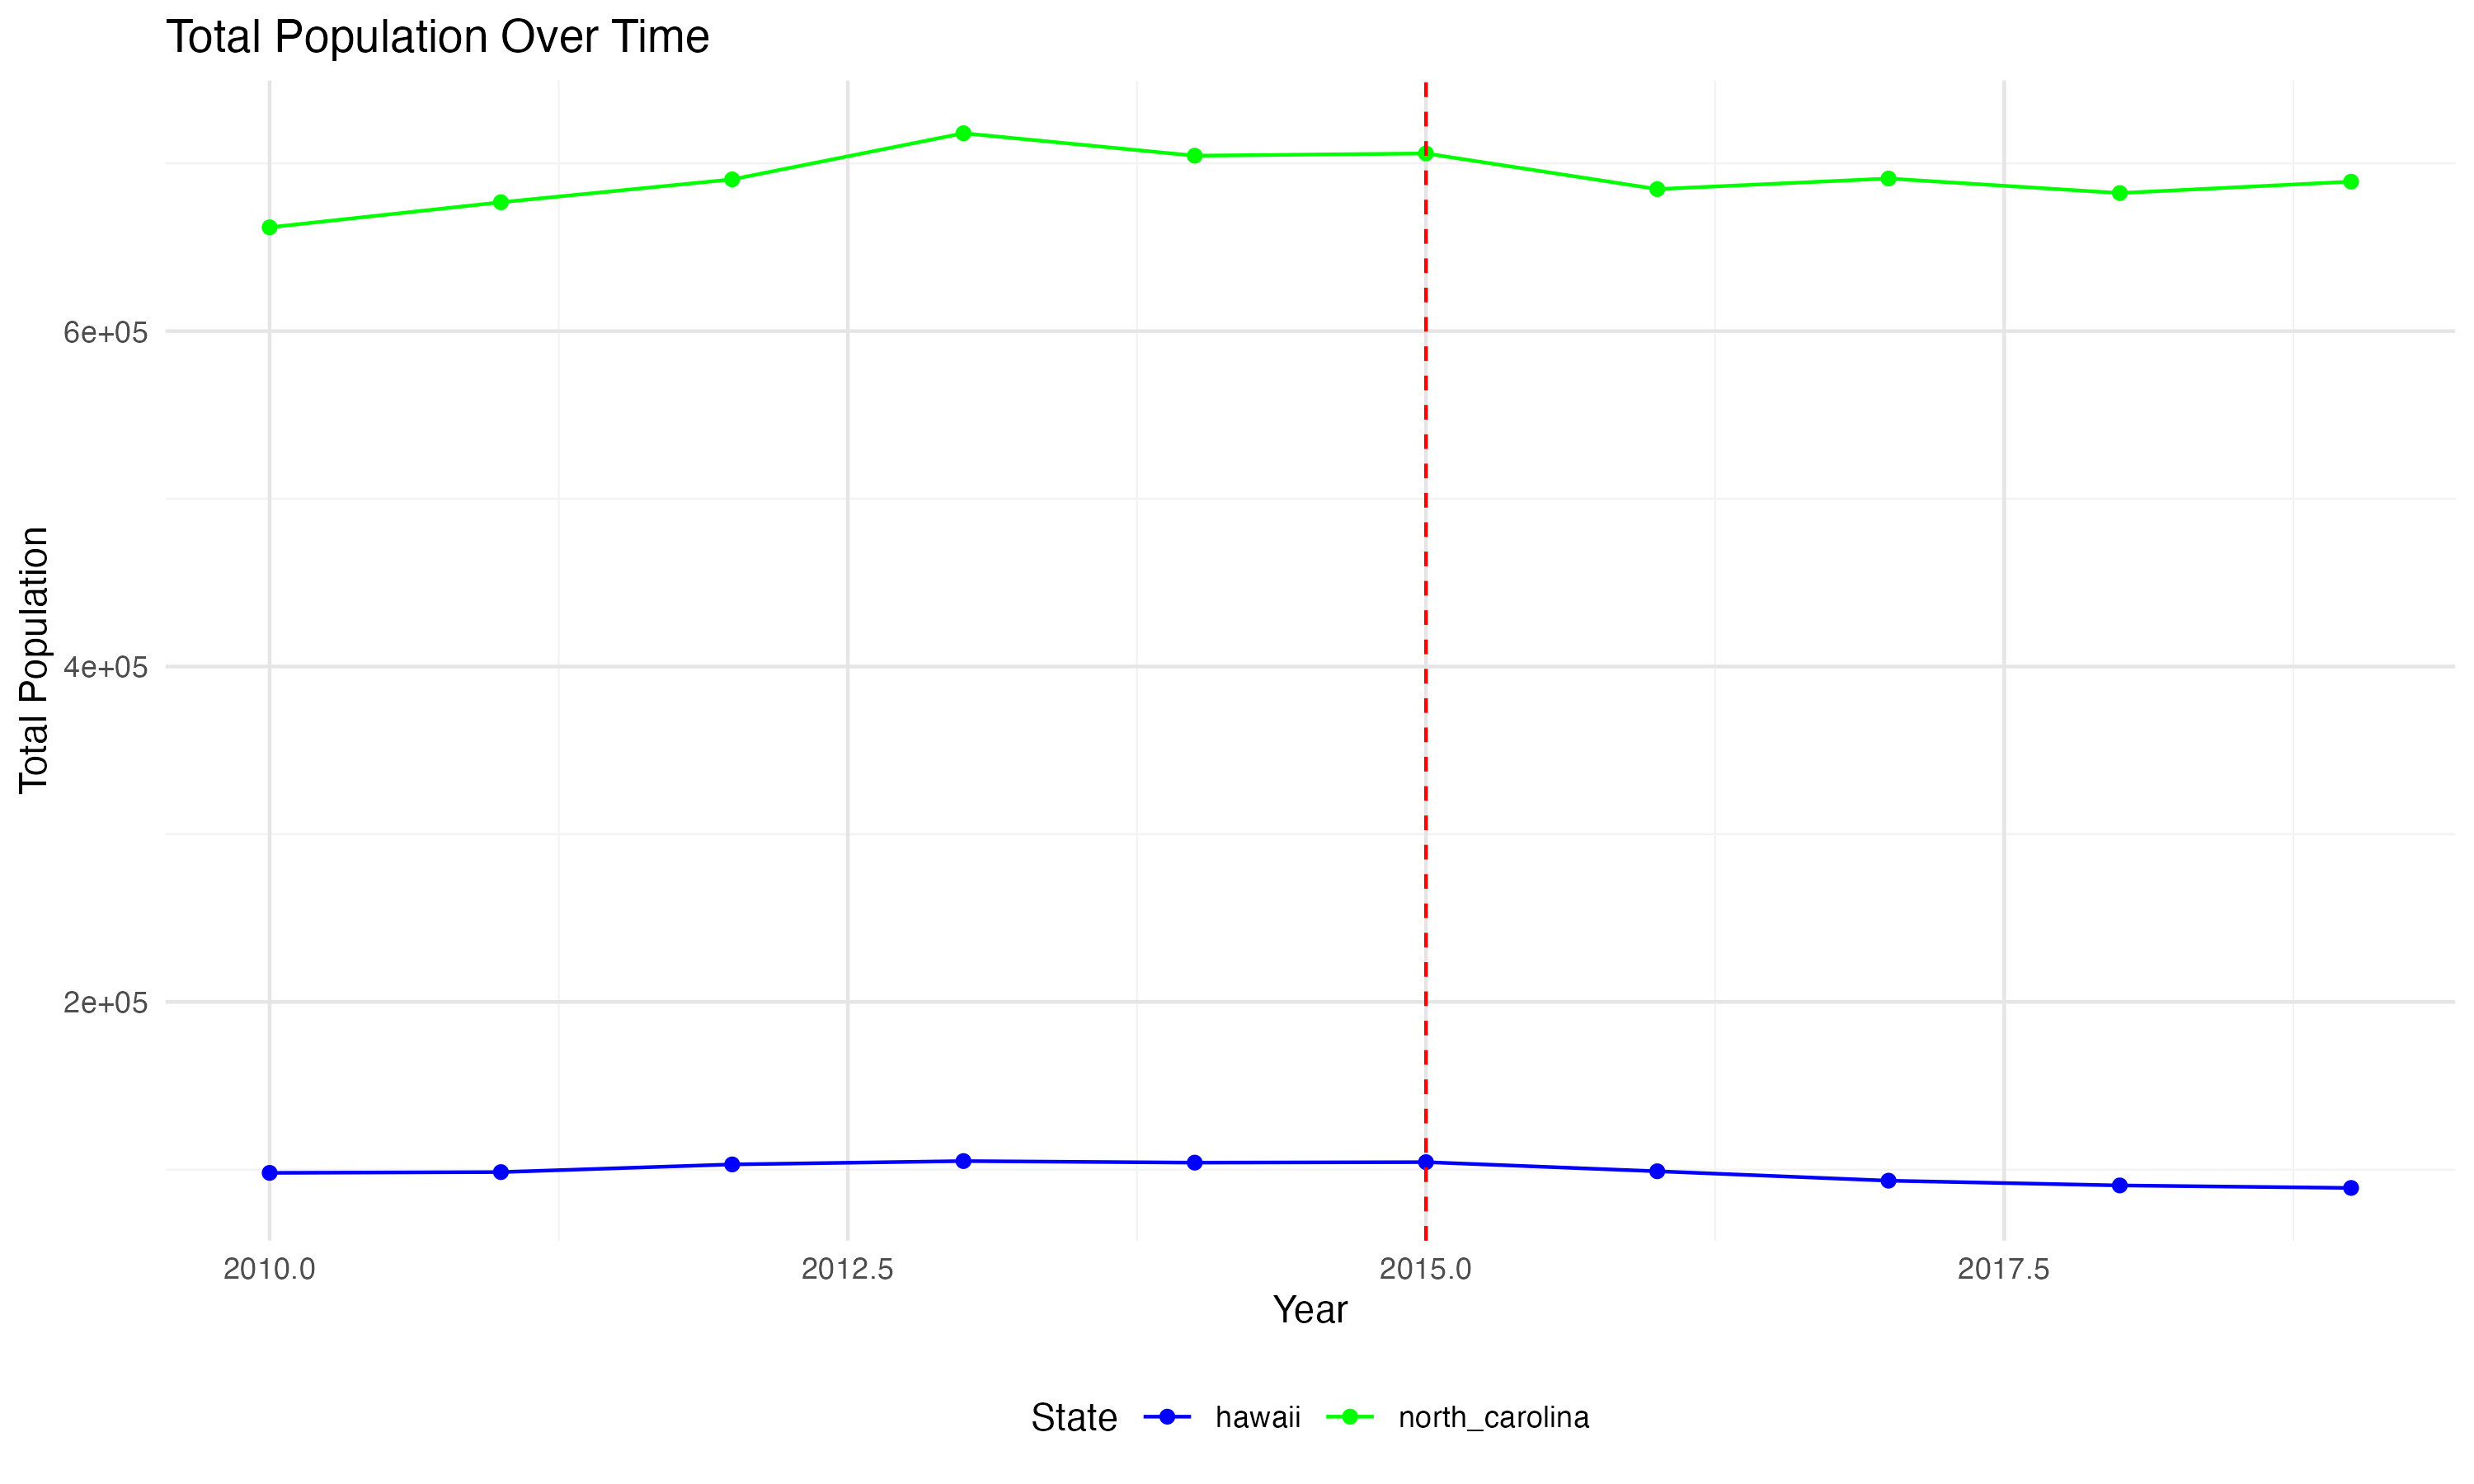 Total Population Over Time
Total Population
6e+05
4e+05
2e+05
2010.0 2012.5 2015.0 2017.5
Year
State hawaii north_carolina